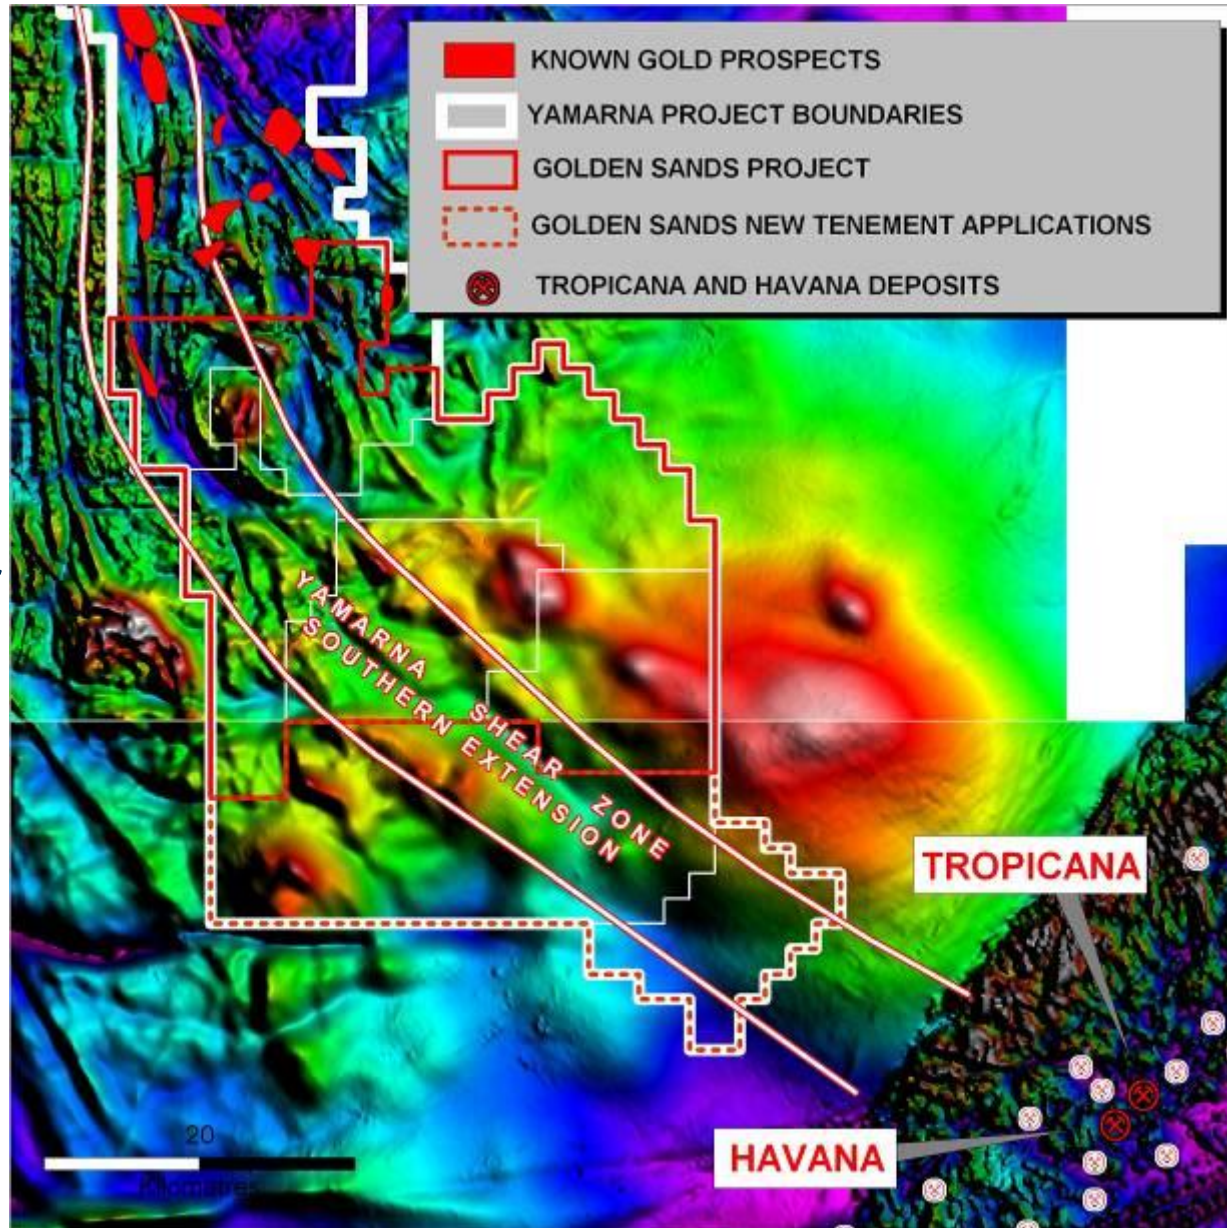 KNOWN GOLD PROSPECTS
YAMARNA PROJECT BOUNDARIES
GOLDEN SANDS PROJECT
GOLDEN SANDS NEW TENEMENT APPLICATIONS
TROPICANA AND HAVANA DEPOSITS
YAMARNA SHEAR ZONE
SOUTHERN EXTENSION
TROPICANA
HAVANA
20
Kilometres